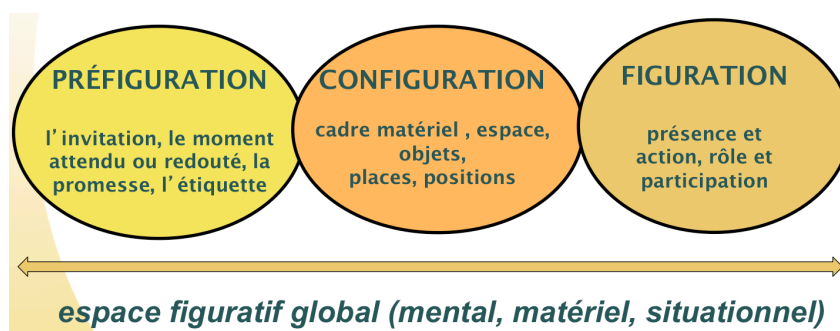 PRÉFIGURATION
l’invitation, le moment
attendu ou redouté, la
promesse, l’étiquette
CONFIGURATION
cadre matériel , espace,
objets,
places, positions
FIGURATION
présence et
action, rôle et
participation
espace figuratif global (mental, matériel, situationnel)